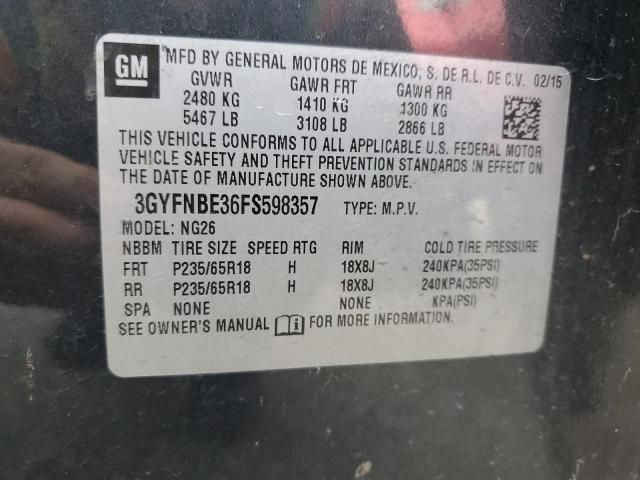 GM
MFD BY GENERAL MOTORS DE MEXICO, S. DE R.L. DE C.V. 02/15
GVWR GAWR FRT GAWR RR
2480 KG 1410 KG 1300 KG
5467 LB 3108 LB 2866 LB
THIS VEHICLE CONFORMS TO ALL APPLICABLE U.S. FEDERAL MOTOR
VEHICLE SAFETY AND THEFT PREVENTION STANDARDS IN EFFECT ON
THE DATE OF MANUFACTURE SHOWN ABOVE.
3GYFNBE36FS598357 TYPE: M.P.V.
MODEL: NG26
NBBM TIRE SIZE SPEED RTG RIM COLD TIRE PRESSURE
FRT P235/65R18 H 18X8J 240KPA(35PSI)
RR P235/65R18 H 18X8J 240KPA(35PSI)
SPA NONE NONE KPA(PSI)
SEE OWNER'S MANUAL FOR MORE INFORMATION.